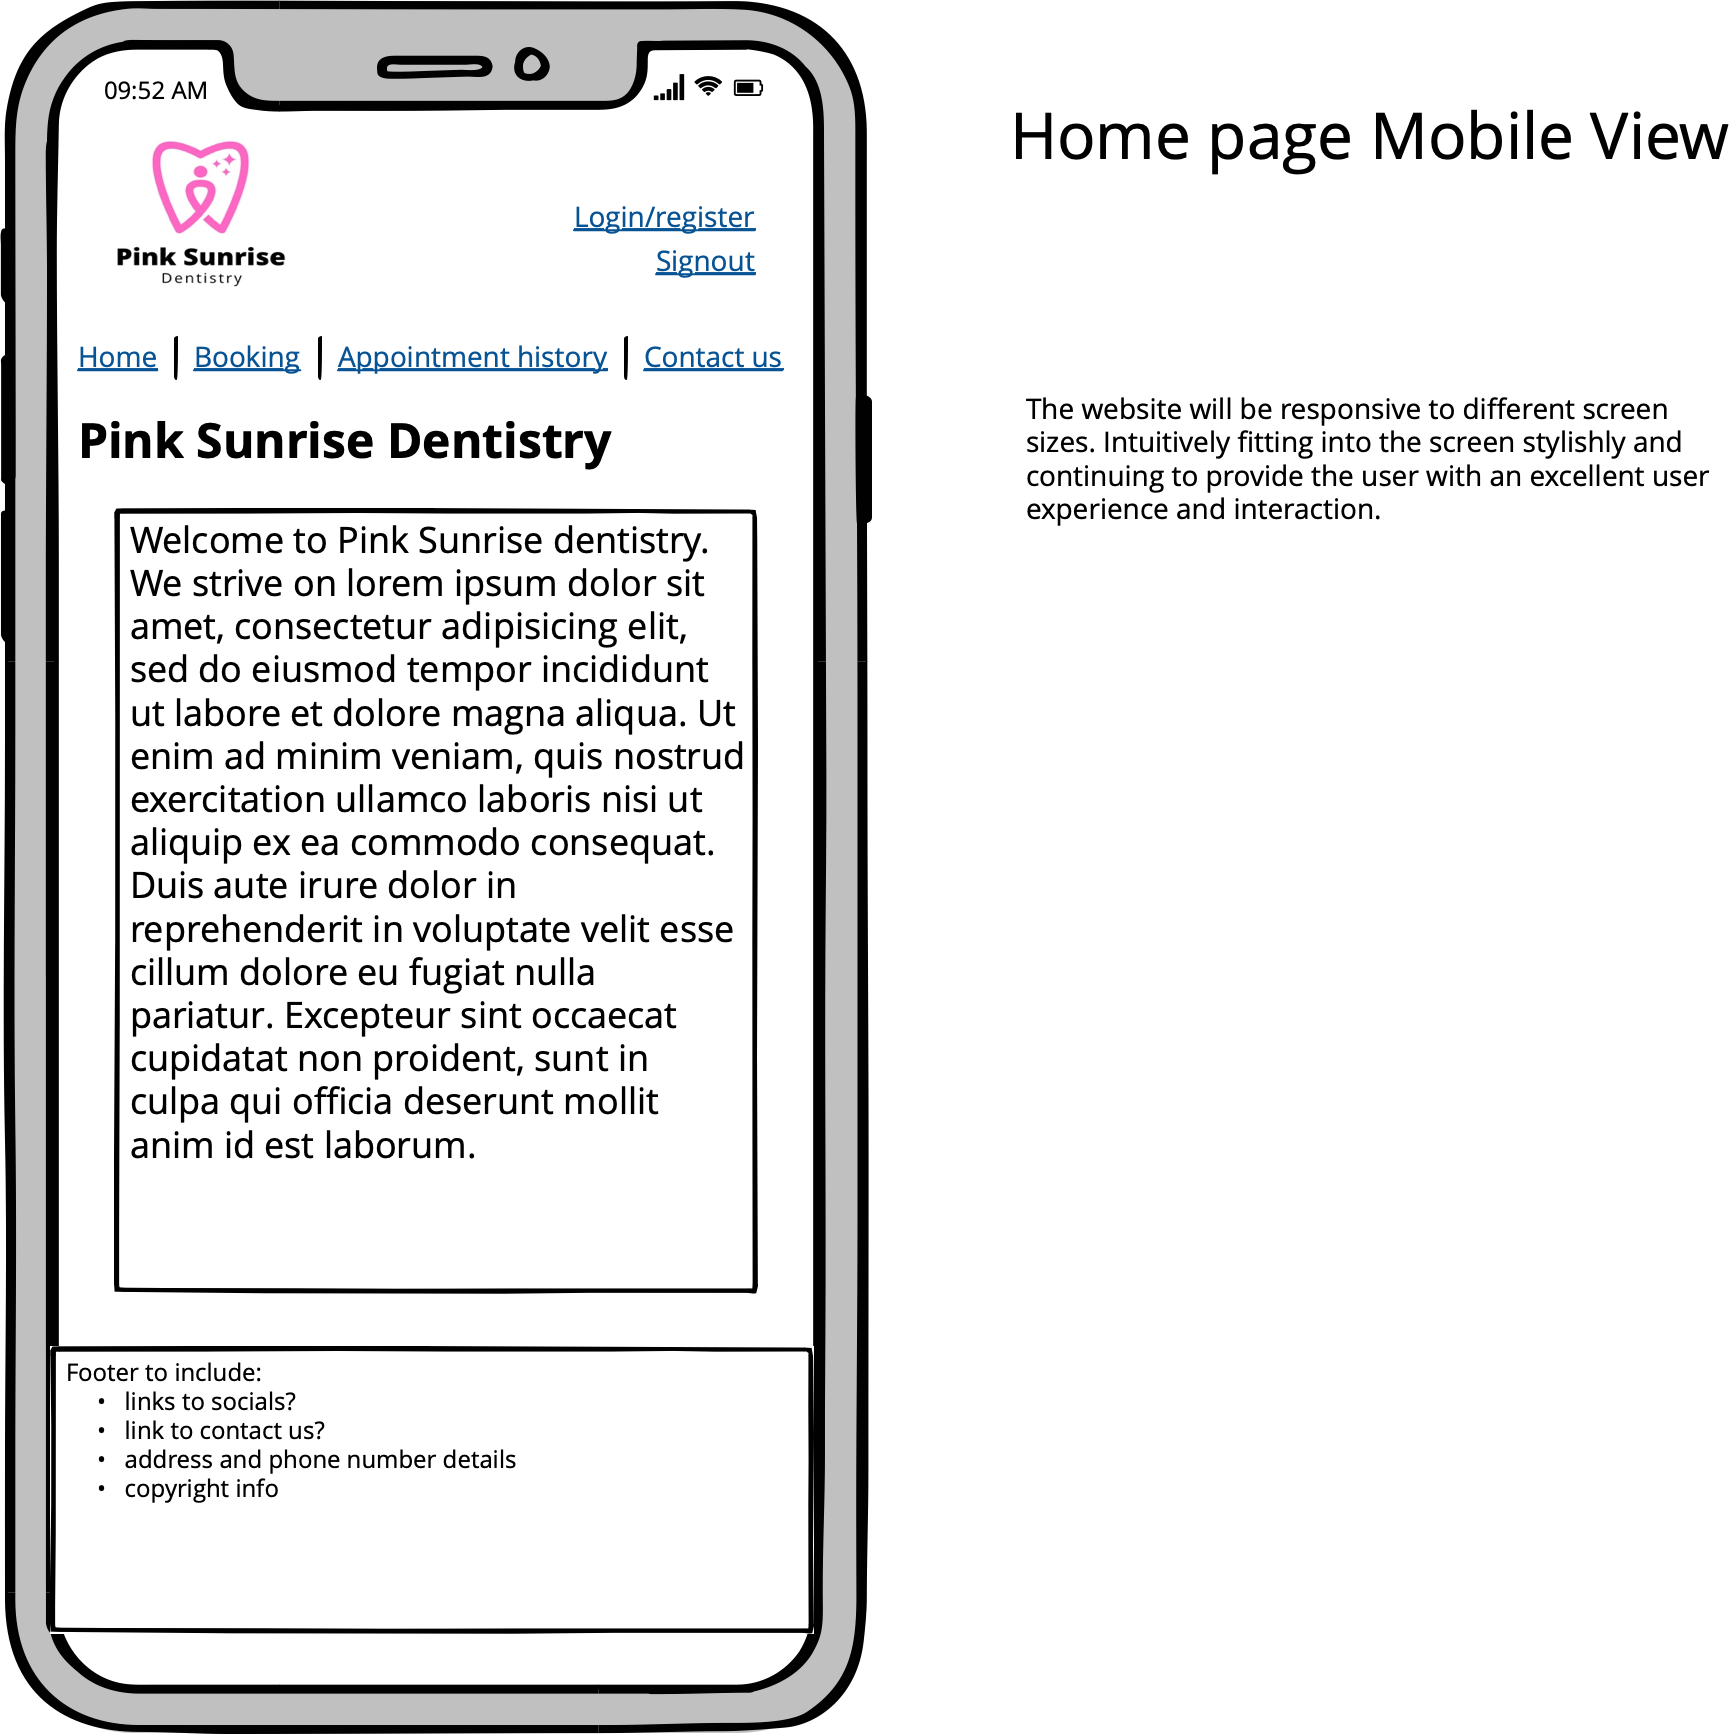 09:52 AM
Home page Mobile View
Pink Sunrise
Dentistry
Login/register
Signout
Home | Booking | Appointment history | Contact us
Pink Sunrise Dentistry
The website will be responsive to different screen
sizes. Intuitively fitting into the screen stylishly and
continuing to provide the user with an excellent user
experience and interaction.
Welcome to Pink Sunrise dentistry.
We strive on lorem ipsum dolor sit
amet, consectetur adipisicing elit,
sed do eiusmod tempor incididunt
ut labore et dolore magna aliqua. Ut
enim ad minim veniam, quis nostrud
exercitation ullamco laboris nisi ut
aliquip ex ea commodo consequat.
Duis aute irure dolor in
reprehenderit in voluptate velit esse
cillum dolore eu fugiat nulla
pariatur. Excepteur sint occaecat
cupidatat non proident, sunt in
culpa qui officia deserunt mollit
anim id est laborum.
Footer to include:
• links to socials?
• link to contact us?
• address and phone number details
• copyright info